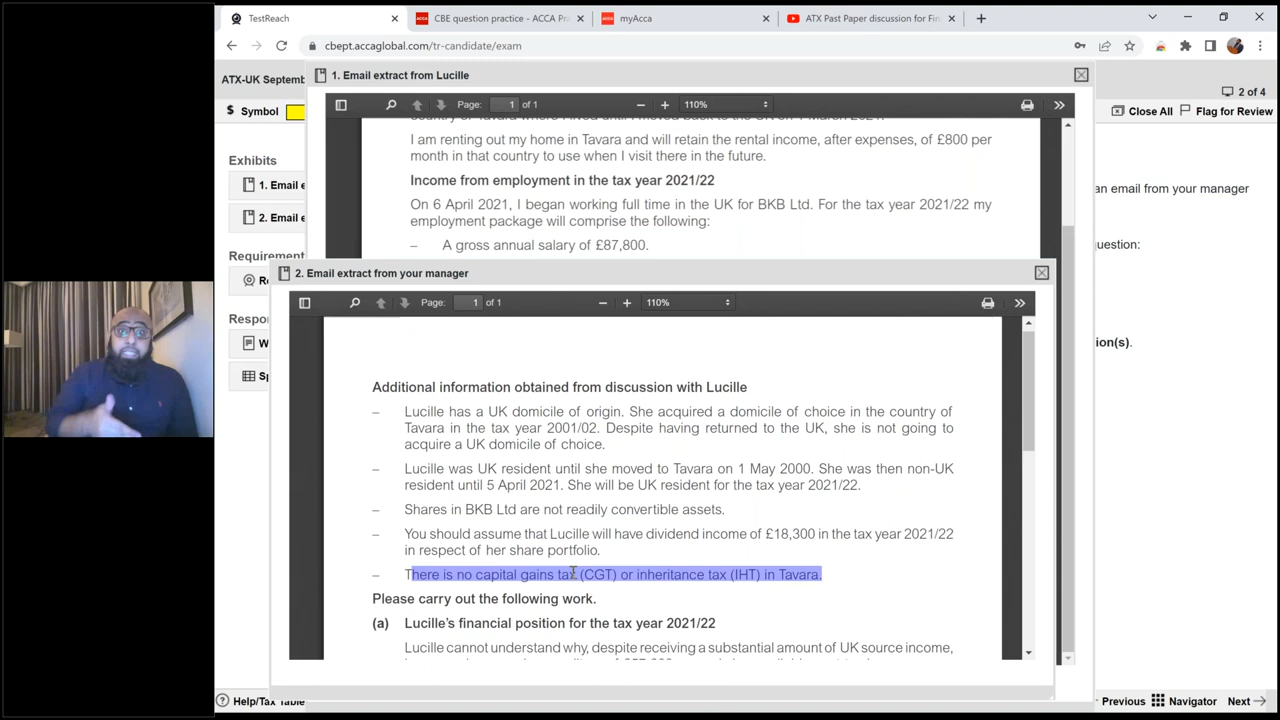 TestReach
CBE question practice - ACCA Pr
myAcca
ATX Past Paper discussion for Fin
cbept.accaglobal.com/tr-candidate/exam
ATX-UK Septemb
1. Email extract from Lucille
2 of 4
$ Symbol
Page: 1 of 1
110%
Close All
Flag for Review
I am renting out my home in Tavara and will retain the rental income, after expenses, of £800 per
month in that country to use when I visit there in the future.
Exhibits
Income from employment in the tax year 2021/22
1. Email e
an email from your manager
On 6 April 2021, I began working full time in the UK for BKB Ltd. For the tax year 2021/22 my
2. Email e
employment package will comprise the following:
– A gross annual salary of £87,800.
question:
Requirement
Re
2. Email extract from your manager
Page: 1 of 1
110%
Respo
W
ion(s).
Sp
Additional information obtained from discussion with Lucille
– Lucille has a UK domicile of origin. She acquired a domicile of choice in the country of
Tavara in the tax year 2001/02. Despite having returned to the UK, she is not going to
acquire a UK domicile of choice.
– Lucille was UK resident until she moved to Tavara on 1 May 2000. She was then non-UK
resident until 5 April 2021. She will be UK resident for the tax year 2021/22.
– Shares in BKB Ltd are not readily convertible assets.
– You should assume that Lucille will have dividend income of £18,300 in the tax year 2021/22
in respect of her share portfolio.
– There is no capital gains tax (CGT) or inheritance tax (IHT) in Tavara.
Please carry out the following work.
(a) Lucille's financial position for the tax year 2021/22
Lucille cannot understand why, despite receiving a substantial amount of UK source income,
Help/Tax Table
Previous
Navigator
Next